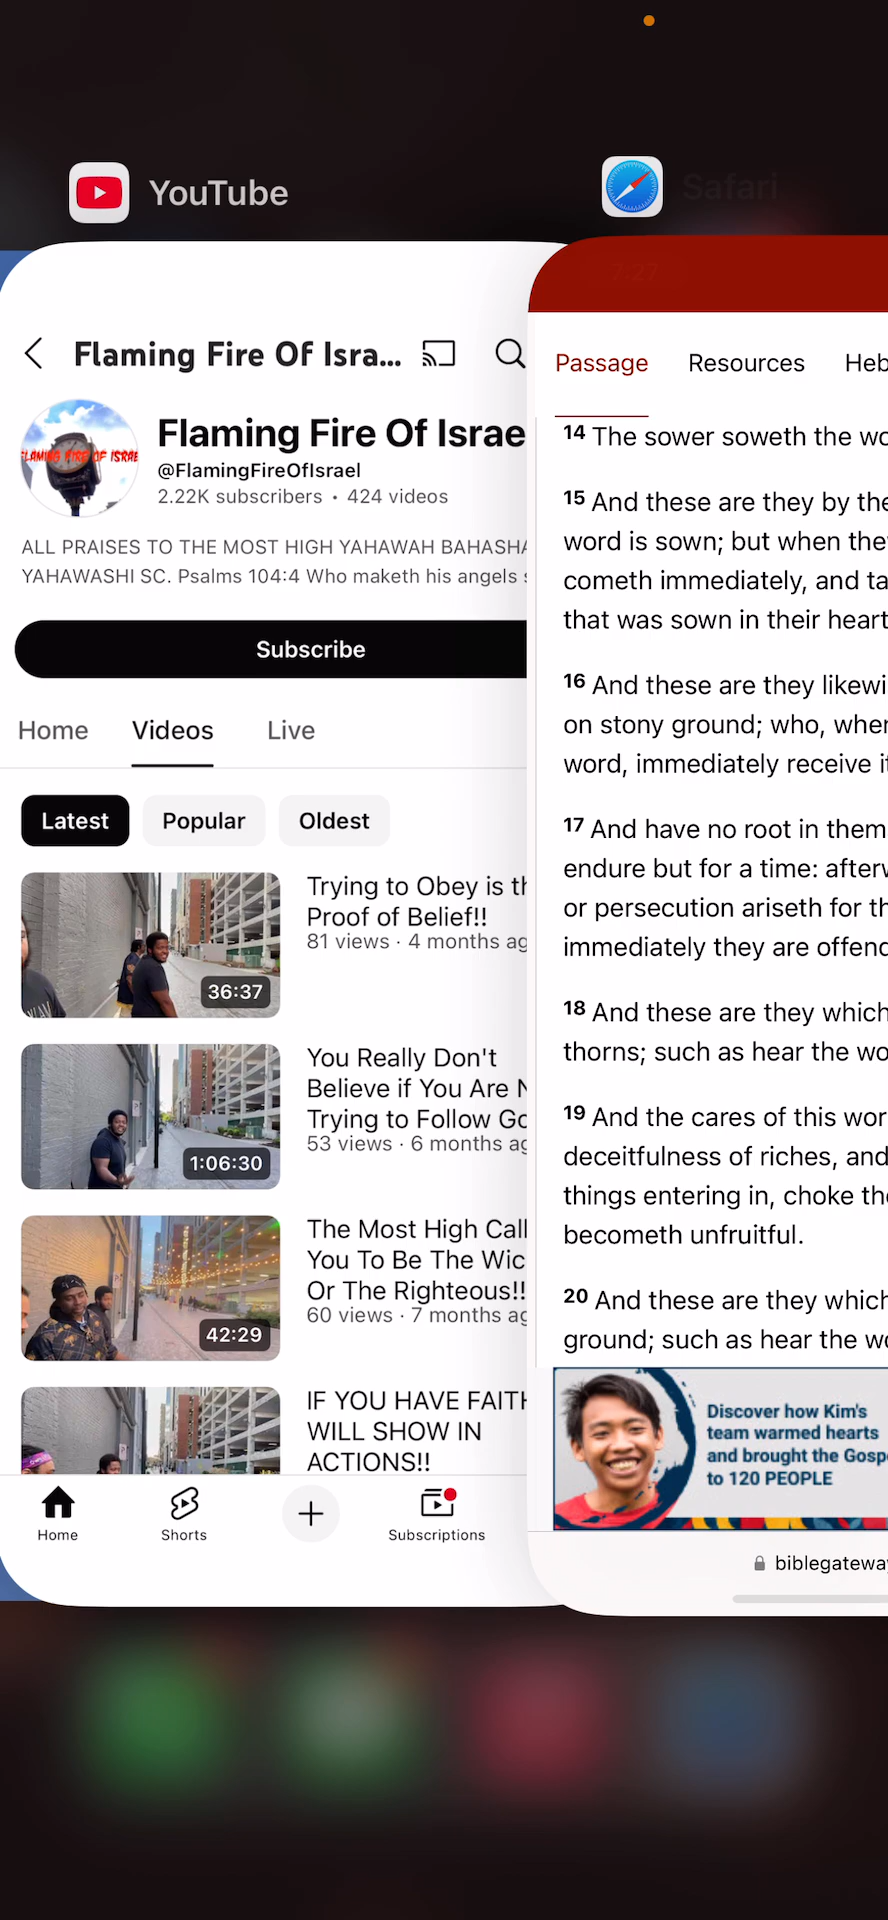 YouTube
Safari
7:27
Flaming Fire Of Isra...
Flaming Fire Of Israe
@FlamingFireOfIsrael
2.22K subscribers • 424 videos
ALL PRAISES TO THE MOST HIGH YAHAWAH BAHASHA
YAHAWASHI SC. Psalms 104:4 Who maketh his angels s
Subscribe
Home Videos Live
Latest Popular Oldest
36:37
Trying to Obey is th
Proof of Belief!!
81 views · 4 months ag
1:06:30
You Really Don't
Believe if You Are N
Trying to Follow Go
53 views · 6 months ag
42:29
The Most High Call
You To Be The Wic
Or The Righteous!!
60 views · 7 months ag
IF YOU HAVE FAITH
WILL SHOW IN
ACTIONS!!
Home Shorts Subscriptions
Passage Resources Heb
14 The sower soweth the wo
15 And these are they by the
word is sown; but when the
cometh immediately, and ta
that was sown in their heart
16 And these are they likewi
on stony ground; who, when
word, immediately receive it
17 And have no root in them
endure but for a time: afterw
or persecution ariseth for th
immediately they are offend
18 And these are they which
thorns; such as hear the wo
19 And the cares of this wor
deceitfulness of riches, and
things entering in, choke the
becometh unfruitful.
20 And these are they which
ground; such as hear the wo
Discover how Kim's
team warmed hearts
and brought the Gospe
to 120 PEOPLE
biblegateway